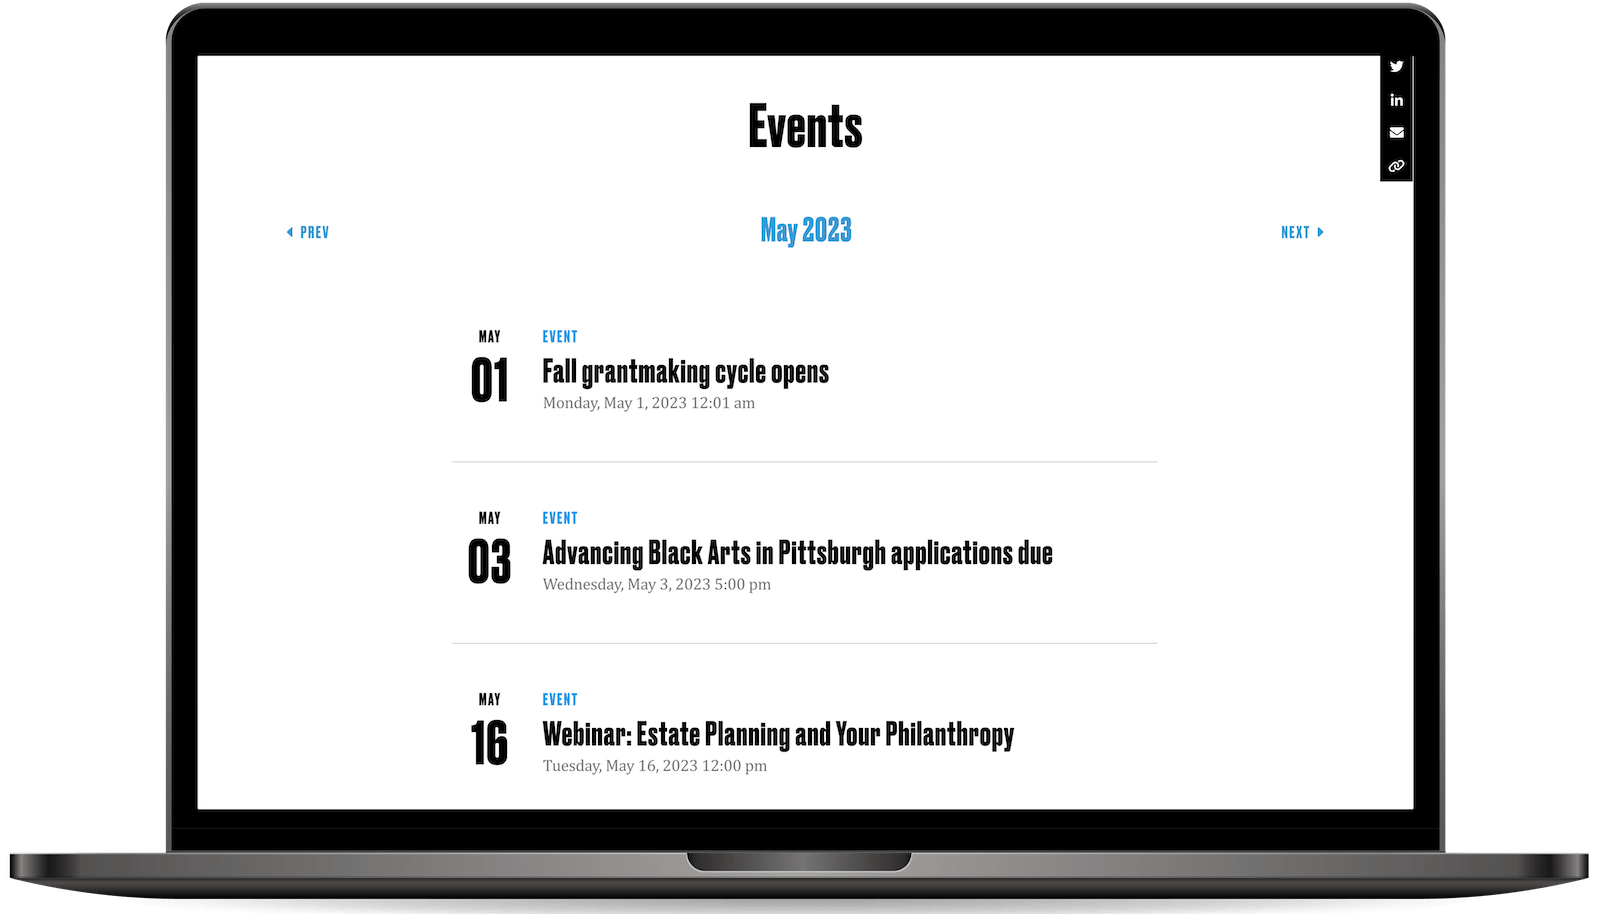 Events
PREV
May 2023
NEXT
MAY
01
EVENT
Fall grantmaking cycle opens
Monday, May 1, 2023 12:01 am
MAY
03
EVENT
Advancing Black Arts in Pittsburgh applications due
Wednesday, May 3, 2023 5:00 pm
MAY
16
EVENT
Webinar: Estate Planning and Your Philanthropy
Tuesday, May 16, 2023 12:00 pm